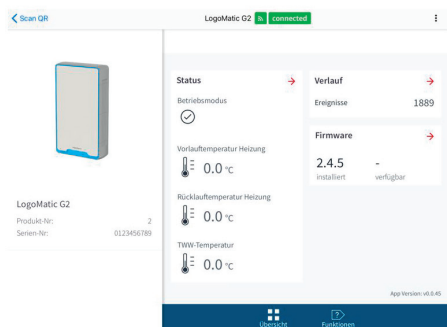 Scan QR
LogoMatic G2 connected
Status
Betriebsmodus
Vorlauftemperatur Heizung
0.0 °C
Rücklauftemperatur Heizung
0.0 °C
TWW-Temperatur
0.0 °C
Verlauf
Ereignisse 1889
Firmware
2.4.5 -
installiert verfügbar
LogoMatic G2
Produkt-Nr: 2
Serien-Nr: 0123456789
App Version: v0.0.45
Übersicht Funktionen